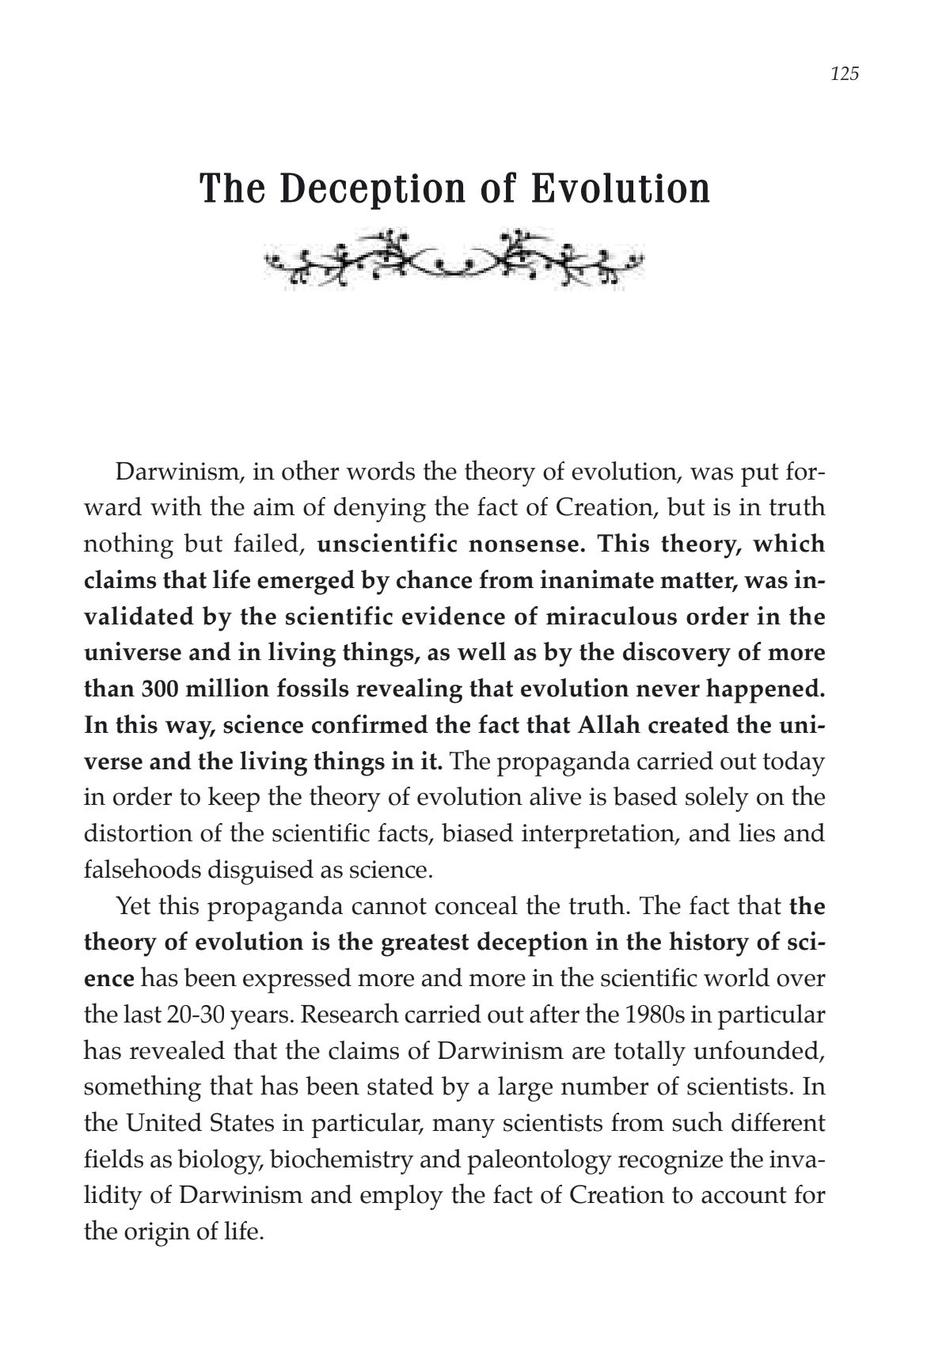 125
The Deception of Evolution
Darwinism, in other words the theory of evolution, was put for-
ward with the aim of denying the fact of Creation, but is in truth
nothing but failed, unscientific nonsense. This theory, which
claims that life emerged by chance from inanimate matter, was in-
validated by the scientific evidence of miraculous order in the
universe and in living things, as well as by the discovery of more
than 300 million fossils revealing that evolution never happened.
In this way, science confirmed the fact that Allah created the uni-
verse and the living things in it. The propaganda carried out today
in order to keep the theory of evolution alive is based solely on the
distortion of the scientific facts, biased interpretation, and lies and
falsehoods disguised as science.
Yet this propaganda cannot conceal the truth. The fact that the
theory of evolution is the greatest deception in the history of sci-
ence has been expressed more and more in the scientific world over
the last 20-30 years. Research carried out after the 1980s in particular
has revealed that the claims of Darwinism are totally unfounded,
something that has been stated by a large number of scientists. In
the United States in particular, many scientists from such different
fields as biology, biochemistry and paleontology recognize the inva-
lidity of Darwinism and employ the fact of Creation to account for
the origin of life.